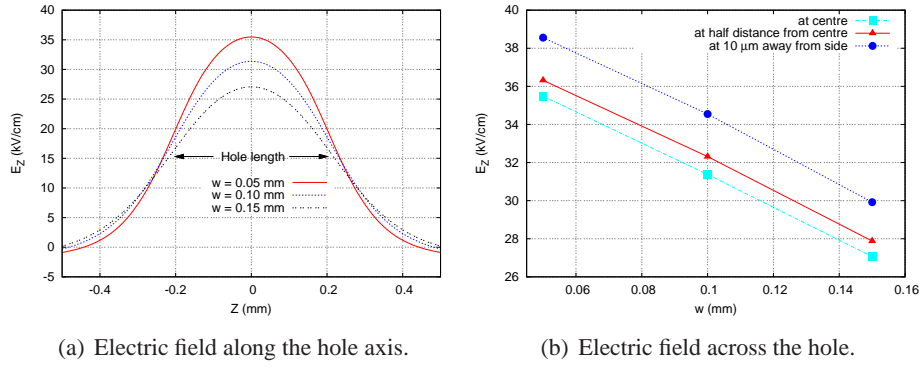 40
35
30
25
20
15
10
5
0
-5
-0.4
-0.2
0
0.2
0.4
E_Z (kV/cm)
Z (mm)
Hole length
w = 0.05 mm
w = 0.10 mm
w = 0.15 mm
(a) Electric field along the hole axis.
40
38
36
34
32
30
28
26
0.06
0.08
0.1
0.12
0.14
0.16
E_Z (kV/cm)
w (mm)
at centre
at half distance from centre
at 10 μm away from side
(b) Electric field across the hole.